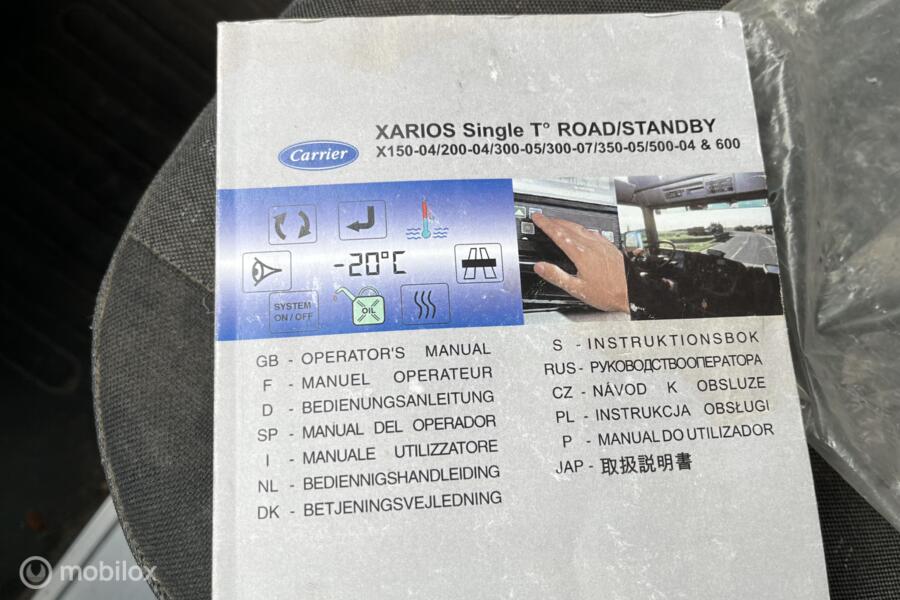 XARIOS Single T° ROAD/STANDBY
X150-04/200-04/300-05/300-07/350-05/500-04 & 600
Carrier
-20°C
SYSTEM
ON / OFF
OIL
GB - OPERATOR'S MANUAL
F - MANUEL OPERATEUR
D - BEDIENUNGSANLEITUNG
SP - MANUAL DEL OPERADOR
I - MANUALE UTILIZZATORE
NL - BEDIENNIGSHANDLEIDING
DK - BETJENINGSVEJLEDNING
S - INSTRUKTIONSBOK
RUS - РУКОВОДСТВООПЕРАТОРА
CZ - NÁVOD K OBSLUZE
PL - INSTRUKCJA OBSŁUGI
P - MANUAL DO UTILIZADOR
JAP - 取扱説明書
mobilox